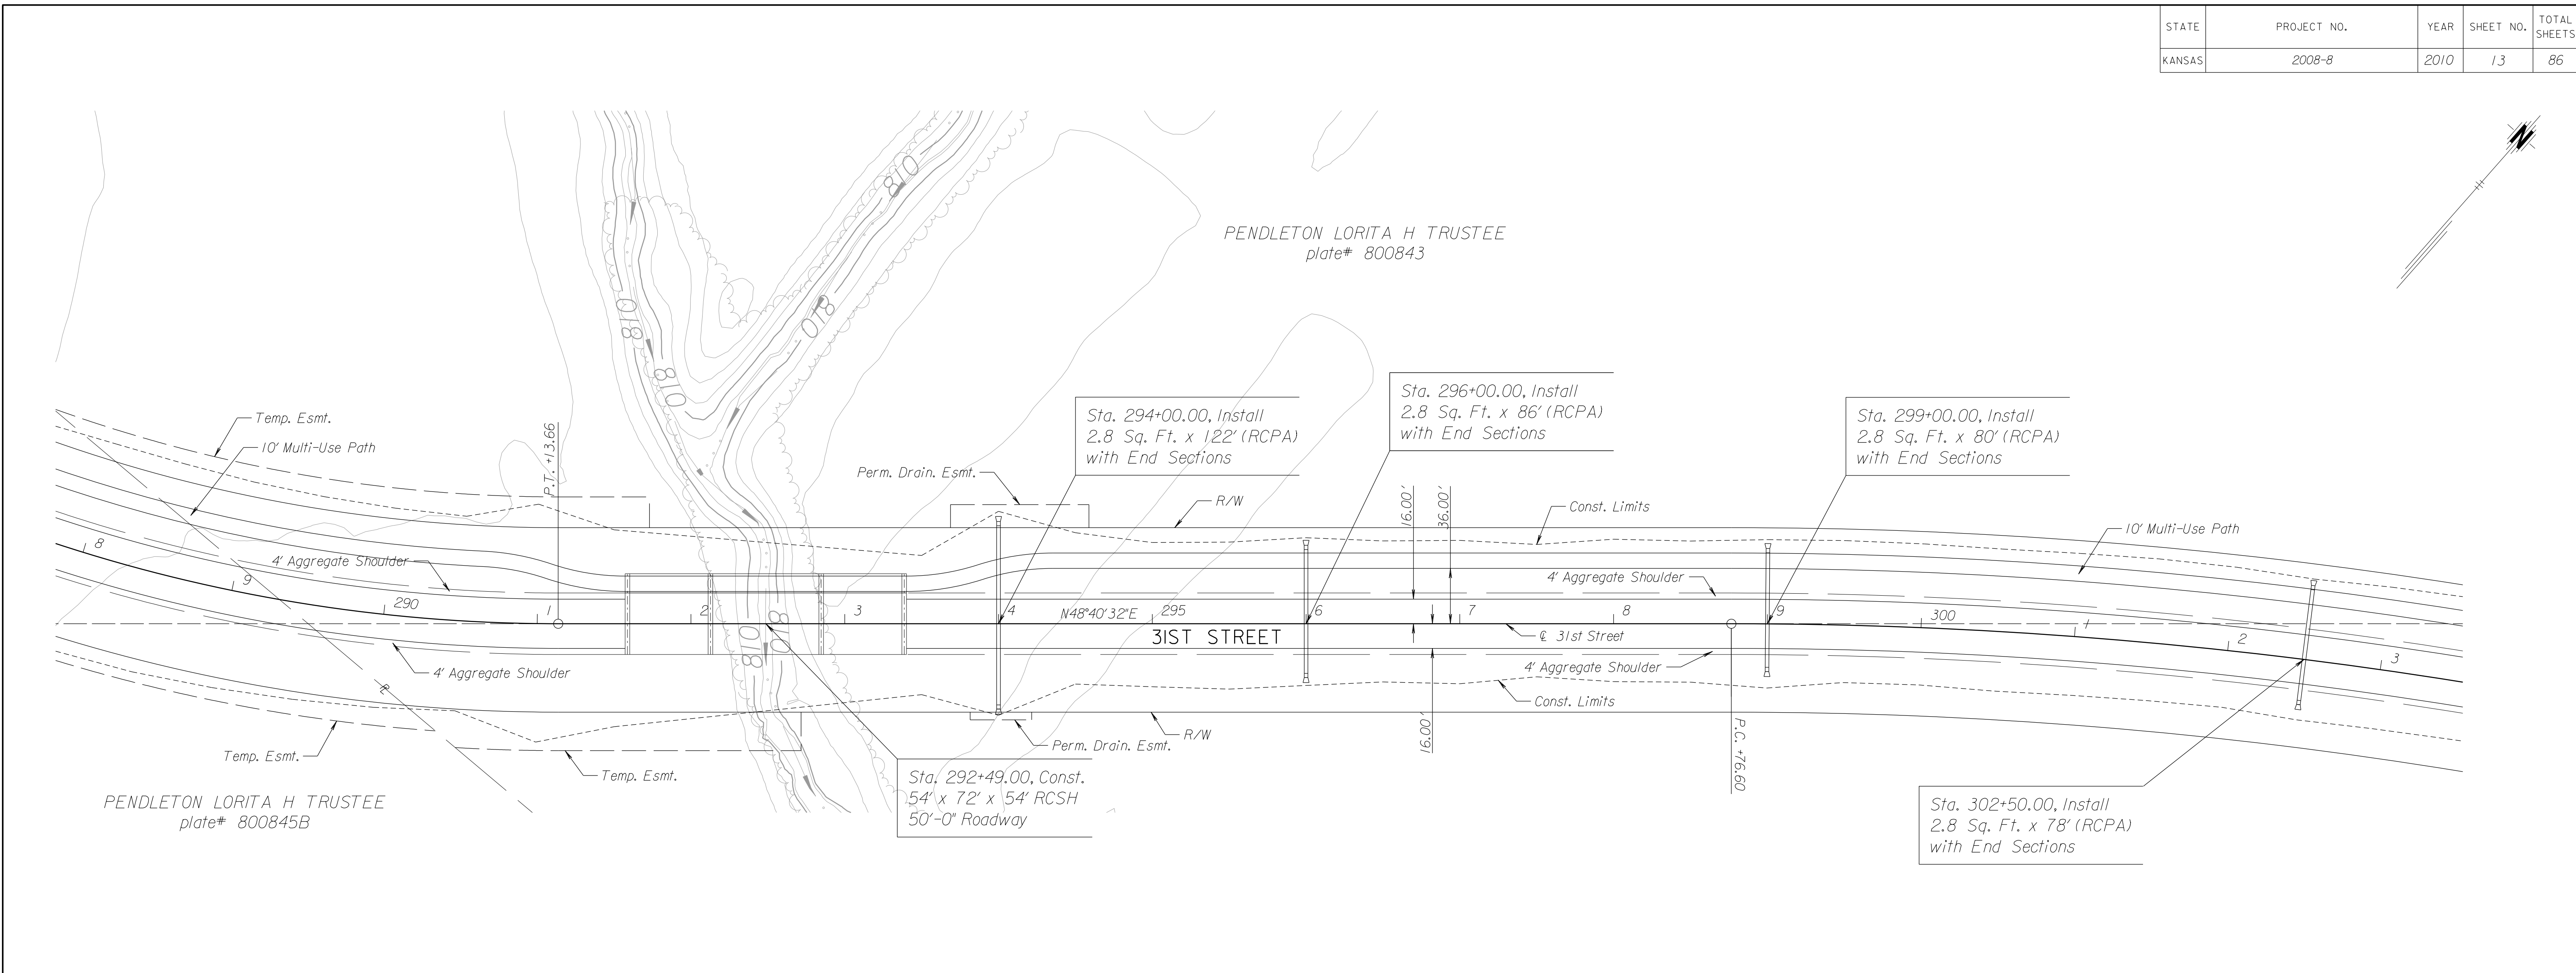 STATE PROJECT NO. YEAR SHEET NO. TOTAL SHEETS
KANSAS 2008-8 2010 13 86
N
PENDLETON LORITA H TRUSTEE
plate# 800843
810
810
810
810
Temp. Esmt.
10' Multi-Use Path
P.T. +13.66
Perm. Drain. Esmt.
Sta. 294+00.00, Install
2.8 Sq. Ft. x 122' (RCPA)
with End Sections
Sta. 296+00.00, Install
2.8 Sq. Ft. x 86' (RCPA)
with End Sections
Sta. 299+00.00, Install
2.8 Sq. Ft. x 80' (RCPA)
with End Sections
R/W
16.00'
36.00'
Const. Limits
10' Multi-Use Path
4' Aggregate Shoulder
4' Aggregate Shoulder
8 9 290 1 2 3 4 N48°40'32"E 295 6 7 8 9 300 1 2 3
31ST STREET
℄ 31st Street
810
810
4' Aggregate Shoulder
4' Aggregate Shoulder
Const. Limits
16.00'
P.C. +76.60
R/W
Perm. Drain. Esmt.
℄
Temp. Esmt.
Temp. Esmt.
Sta. 292+49.00, Const.
54' x 72' x 54' RCSH
50'-0" Roadway
PENDLETON LORITA H TRUSTEE
plate# 800845B
Sta. 302+50.00, Install
2.8 Sq. Ft. x 78' (RCPA)
with End Sections